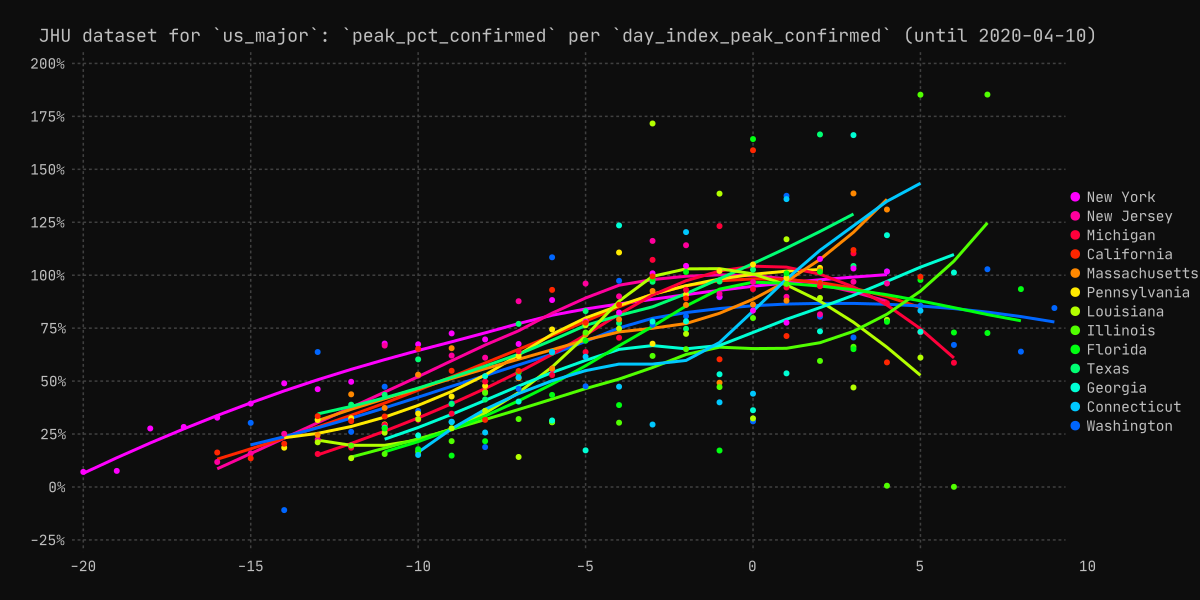 JHU dataset for `us_major`: `peak_pct_confirmed` per `day_index_peak_confirmed` (until 2020-04-10)
200%
175%
150%
125%
100%
75%
50%
25%
0%
-25%
-20 -15 -10 -5 0 5 10
New York
New Jersey
Michigan
California
Massachusetts
Pennsylvania
Louisiana
Illinois
Florida
Texas
Georgia
Connecticut
Washington